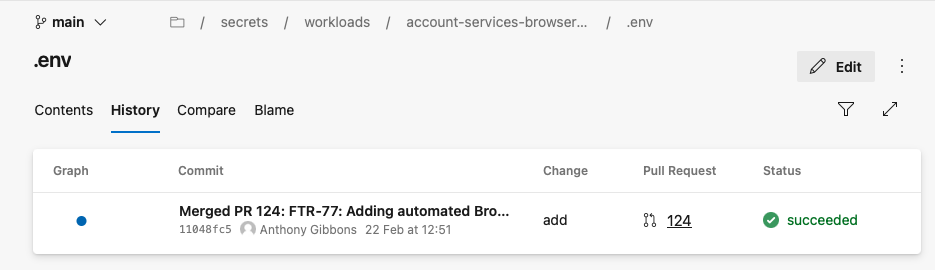 main / secrets / workloads / account-services-browser... / .env
.env
Edit
Contents History Compare Blame
Graph Commit Change Pull Request Status
Merged PR 124: FTR-77: Adding automated Bro... add 124 succeeded
11048fc5 Anthony Gibbons 22 Feb at 12:51